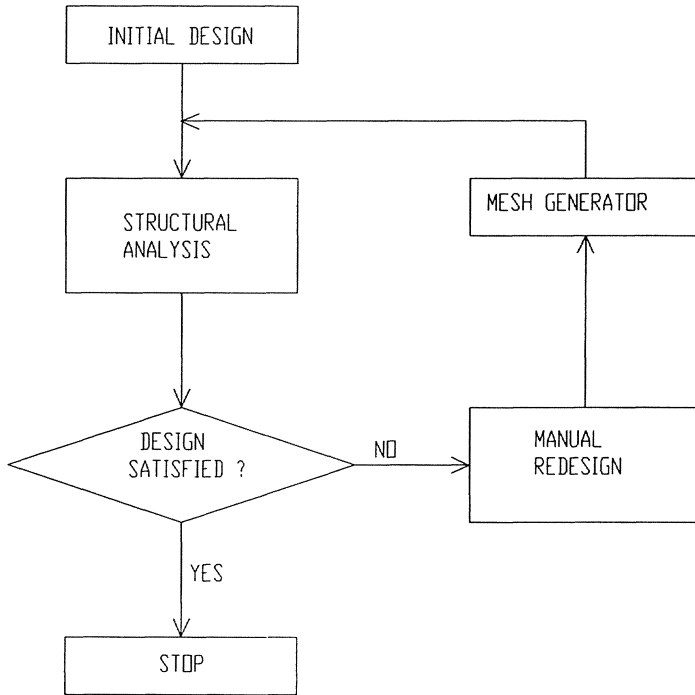 INITIAL DESIGN
MESH GENERATOR
STRUCTURAL
ANALYSIS
DESIGN
SATISFIED ?
NO
MANUAL
REDESIGN
YES
STOP